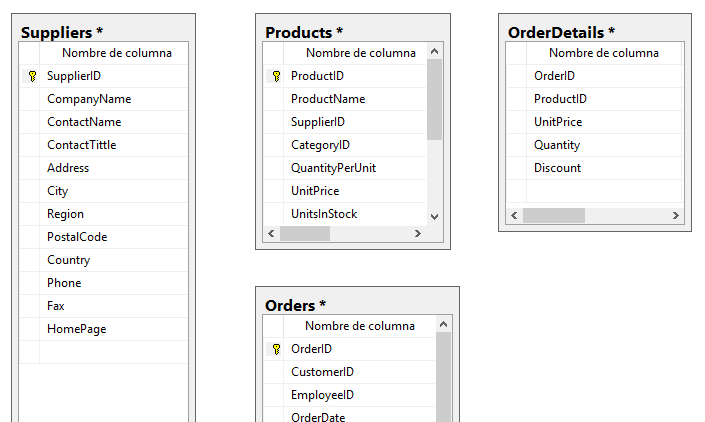 Suppliers *
Nombre de columna
SupplierID
CompanyName
ContactName
ContactTittle
Address
City
Region
PostalCode
Country
Phone
Fax
HomePage
Products *
Nombre de columna
ProductID
ProductName
SupplierID
CategoryID
QuantityPerUnit
UnitPrice
UnitsInStock
OrderDetails *
Nombre de columna
OrderID
ProductID
UnitPrice
Quantity
Discount
Orders *
Nombre de columna
OrderID
CustomerID
EmployeeID
OrderDate